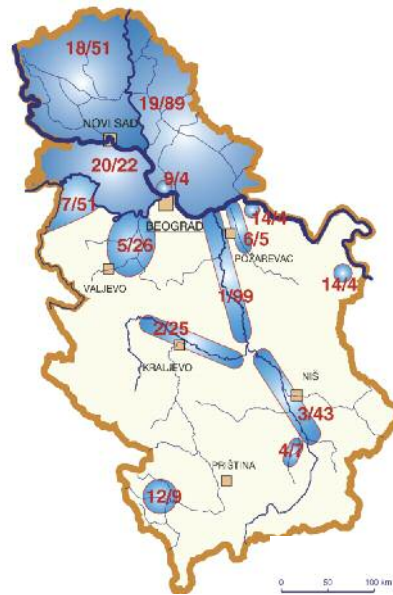 18/51
19/89
NOVI SAD
20/22
9/4
7/51
BEOGRAD
14/4
5/26
6/5
POŽAREVAC
14/4
VALJEVO
1/99
2/25
KRALJEVO
NIŠ
3/43
4/7
PRIŠTINA
12/9
0 50 100 km